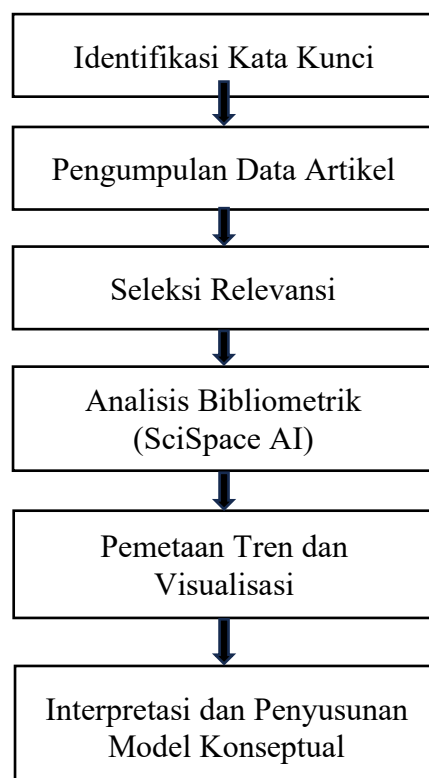 Identifikasi Kata Kunci
Pengumpulan Data Artikel
Seleksi Relevansi
Analisis Bibliometrik
(SciSpace AI)
Pemetaan Tren dan
Visualisasi
Interpretasi dan Penyusunan
Model Konseptual